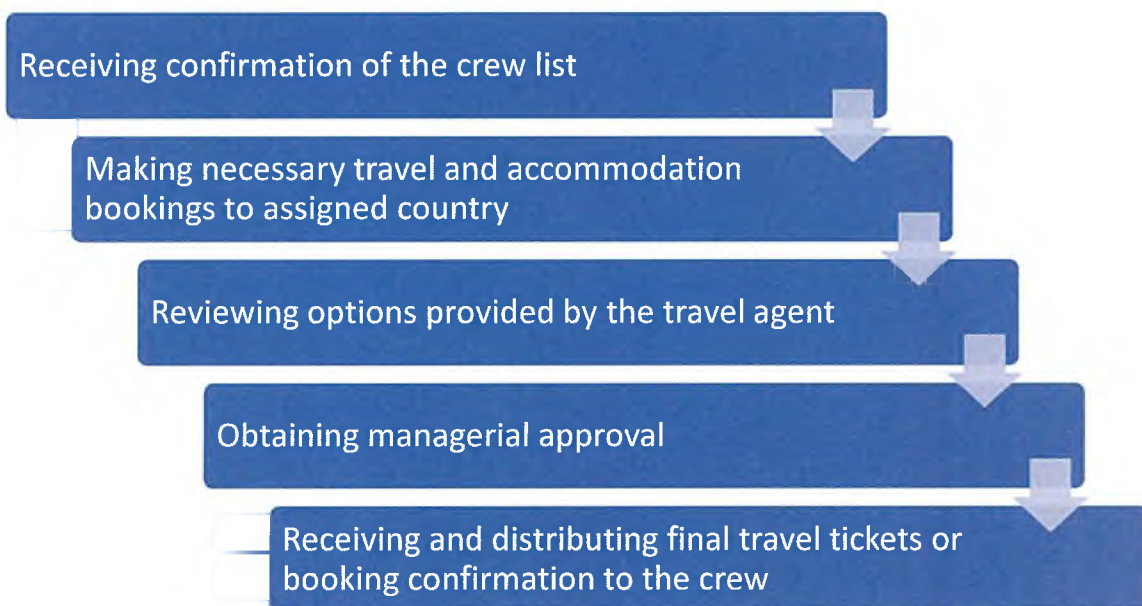 Receiving confirmation of the crew list
Making necessary travel and accommodation
bookings to assigned country
Reviewing options provided by the travel agent
Obtaining managerial approval
Receiving and distributing final travel tickets or
booking confirmation to the crew